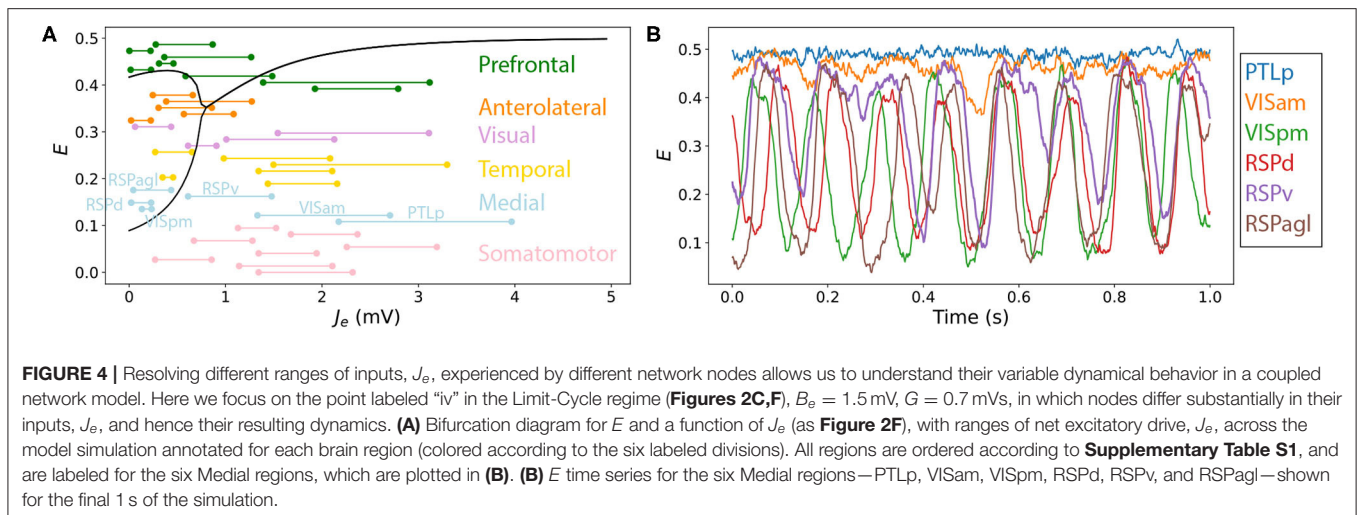 A
0.5
0.4
0.3
0.2
0.1
0.0
E
0
1
2
3
4
5
J_e (mV)
Prefrontal
Anterolateral
Visual
Temporal
Medial
Somatomotor
RSPagl
RSPd
VISpm
RSPv
VISam
PTLp
B
0.5
0.4
0.3
0.2
0.1
E
0.0
0.2
0.4
0.6
0.8
1.0
Time (s)
PTLp
VISam
VISpm
RSPd
RSPv
RSPagl
FIGURE 4 | Resolving different ranges of inputs, J_e, experienced by different network nodes allows us to understand their variable dynamical behavior in a coupled
network model. Here we focus on the point labeled “iv” in the Limit-Cycle regime (Figures 2C,F), B_e = 1.5 mV, G = 0.7 mVs, in which nodes differ substantially in their
inputs, J_e, and hence their resulting dynamics. (A) Bifurcation diagram for E and a function of J_e (as Figure 2F), with ranges of net excitatory drive, J_e, across the
model simulation annotated for each brain region (colored according to the six labeled divisions). All regions are ordered according to Supplementary Table S1, and
are labeled for the six Medial regions, which are plotted in (B). (B) E time series for the six Medial regions—PTLp, VISam, VISpm, RSPd, RSPv, and RSPagl—shown
for the final 1 s of the simulation.